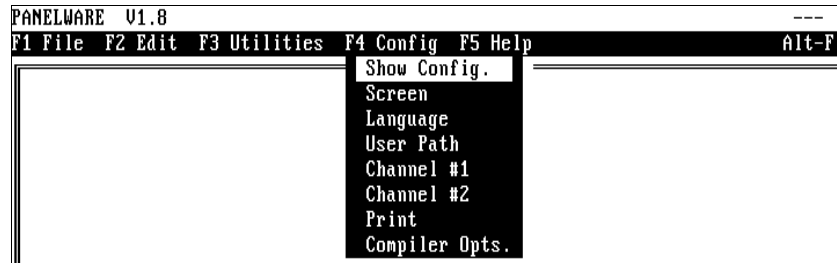 PANELWARE V1.8 ---
F1 File F2 Edit F3 Utilities F4 Config F5 Help Alt-F
Show Config.
Screen
Language
User Path
Channel #1
Channel #2
Print
Compiler Opts.